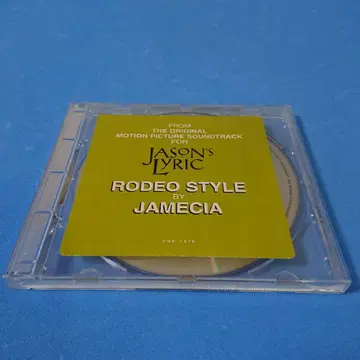 FROM
THE ORIGINAL
MOTION PICTURE SOUNDTRACK
FOR
JASON'S
LYRIC
RODEO STYLE
BY
JAMECIA